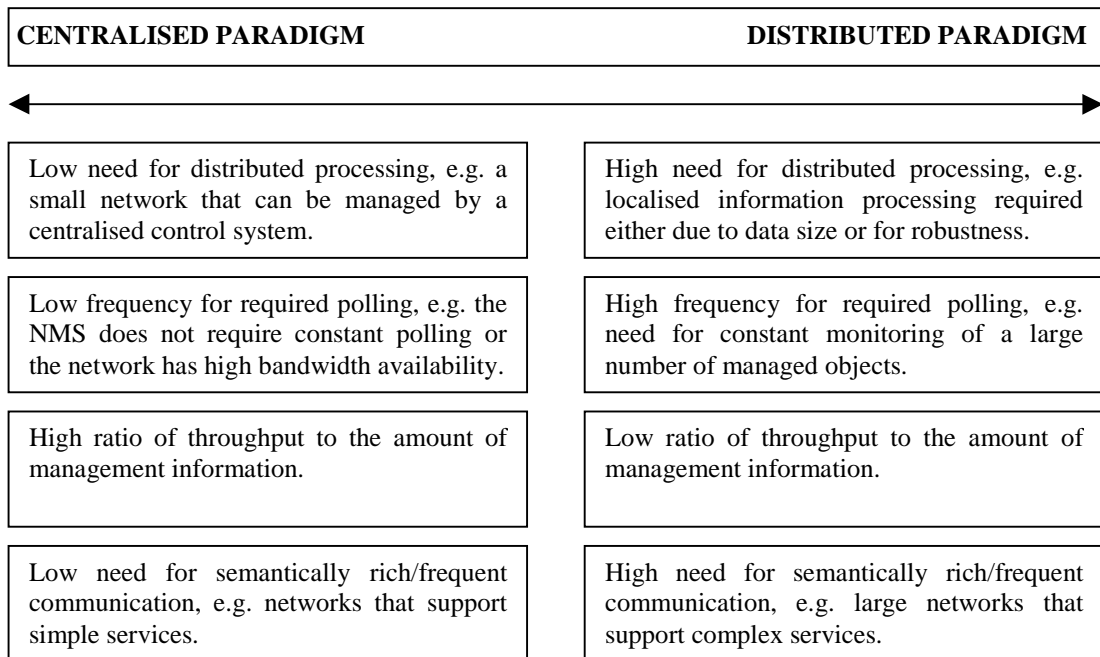 CENTRALISED PARADIGM DISTRIBUTED PARADIGM
Low need for distributed processing, e.g. a
small network that can be managed by a
centralised control system.
High need for distributed processing, e.g.
localised information processing required
either due to data size or for robustness.
Low frequency for required polling, e.g. the
NMS does not require constant polling or
the network has high bandwidth availability.
High frequency for required polling, e.g.
need for constant monitoring of a large
number of managed objects.
High ratio of throughput to the amount of
management information.
Low ratio of throughput to the amount of
management information.
Low need for semantically rich/frequent
communication, e.g. networks that support
simple services.
High need for semantically rich/frequent
communication, e.g. large networks that
support complex services.